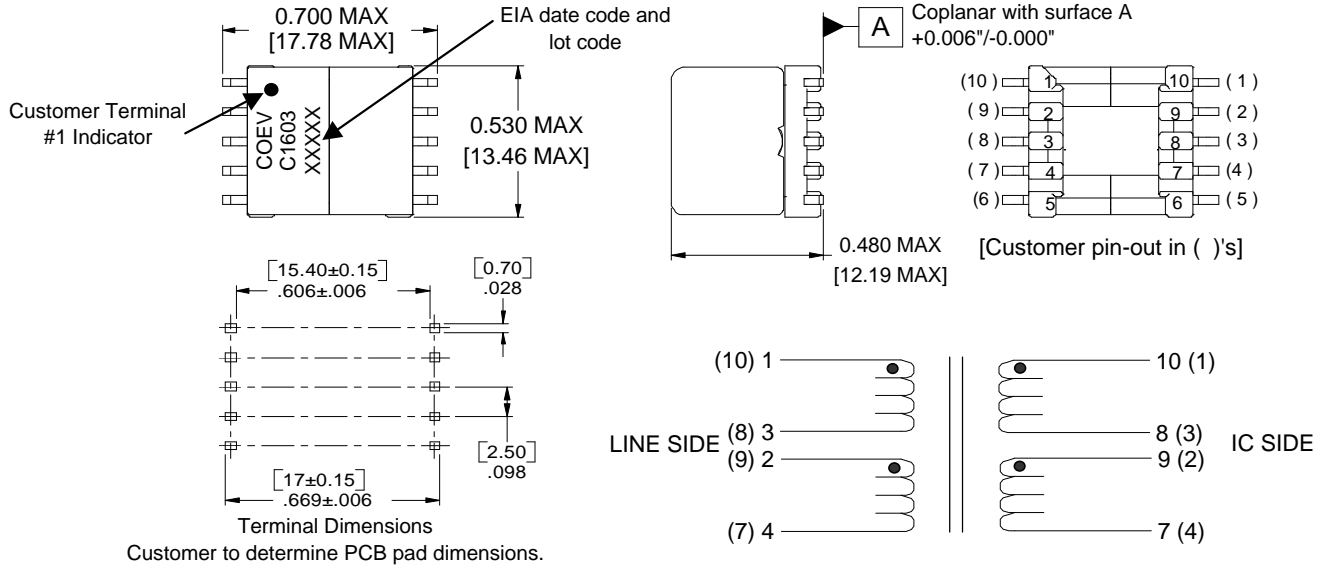 0.700 MAX
[17.78 MAX]
EIA date code and
lot code
Customer Terminal
#1 Indicator
COEV
C1603
XXXXX
0.530 MAX
[13.46 MAX]
A
Coplanar with surface A
+0.006"/-0.000"
0.480 MAX
[12.19 MAX]
(10) 1 10 (1)
(9) 2 9 (2)
(8) 3 8 (3)
(7) 4 7 (4)
(6) 5 6 (5)
[Customer pin-out in ( )'s]
[15.40±0.15]
.606±.006
[0.70]
.028
[2.50]
.098
[17±0.15]
.669±.006
Terminal Dimensions
Customer to determine PCB pad dimensions.
(10) 1
(8) 3
LINE SIDE
(9) 2
(7) 4
10 (1)
8 (3)
IC SIDE
9 (2)
7 (4)